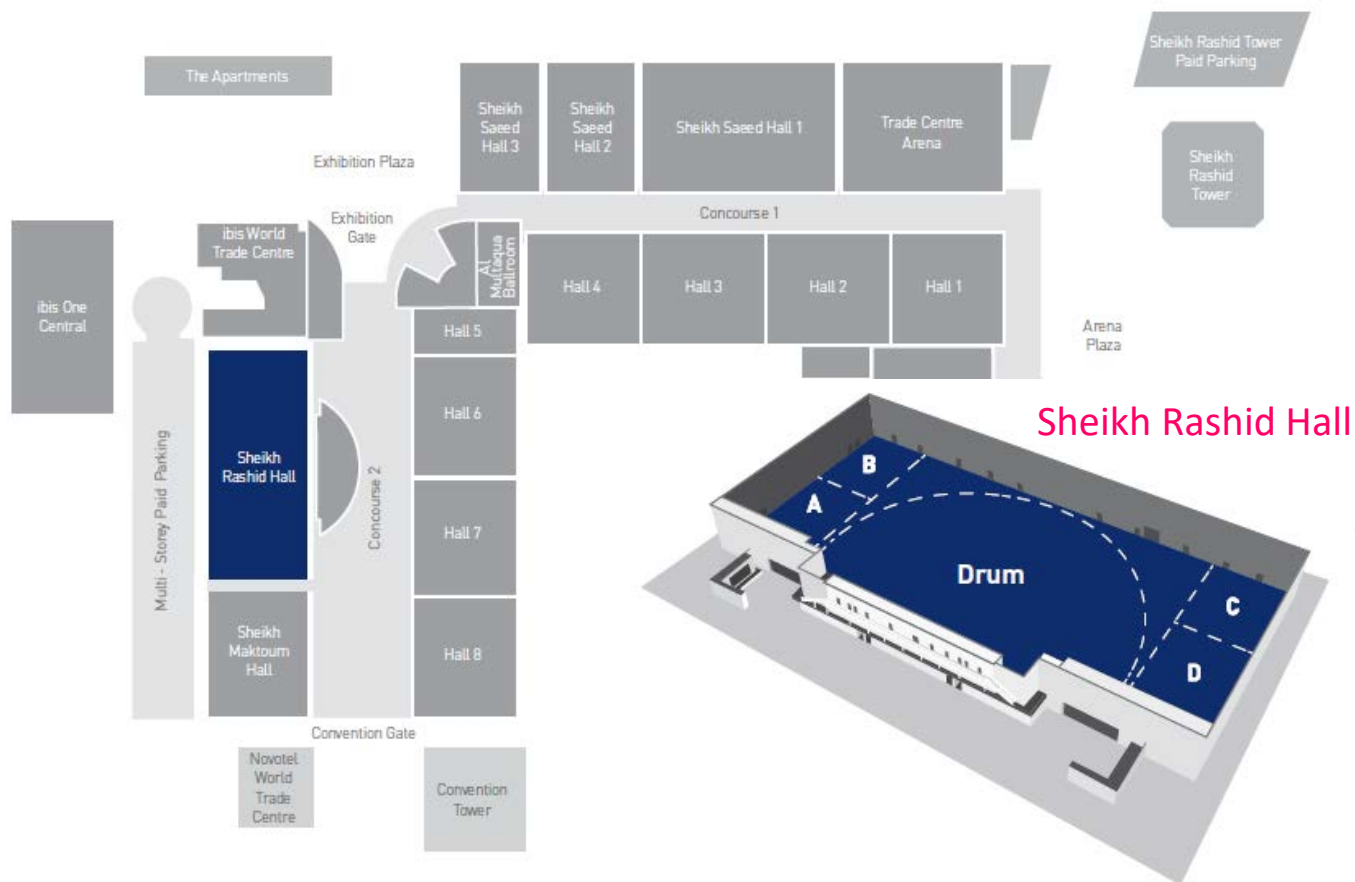 Sheikh Rashid Tower
Paid Parking
The Apartments
Sheikh
Saeed
Hall 3
Sheikh
Saeed
Hall 2
Sheikh Saeed Hall 1
Trade Centre
Arena
Sheikh
Rashid
Tower
Exhibition Plaza
Exhibition
Gate
Concourse 1
ibis World
Trade Centre
Al
Multaqua
Ballroom
Hall 4
Hall 3
Hall 2
Hall 1
ibis One
Central
Hall 5
Arena
Plaza
Hall 6
Sheikh Rashid Hall
Sheikh
Rashid Hall
Multi - Storey Paid Parking
Concourse 2
B
A
Drum
C
D
Hall 7
Sheikh
Maktoum
Hall
Hall 8
Convention Gate
Novotel
World
Trade
Centre
Convention
Tower